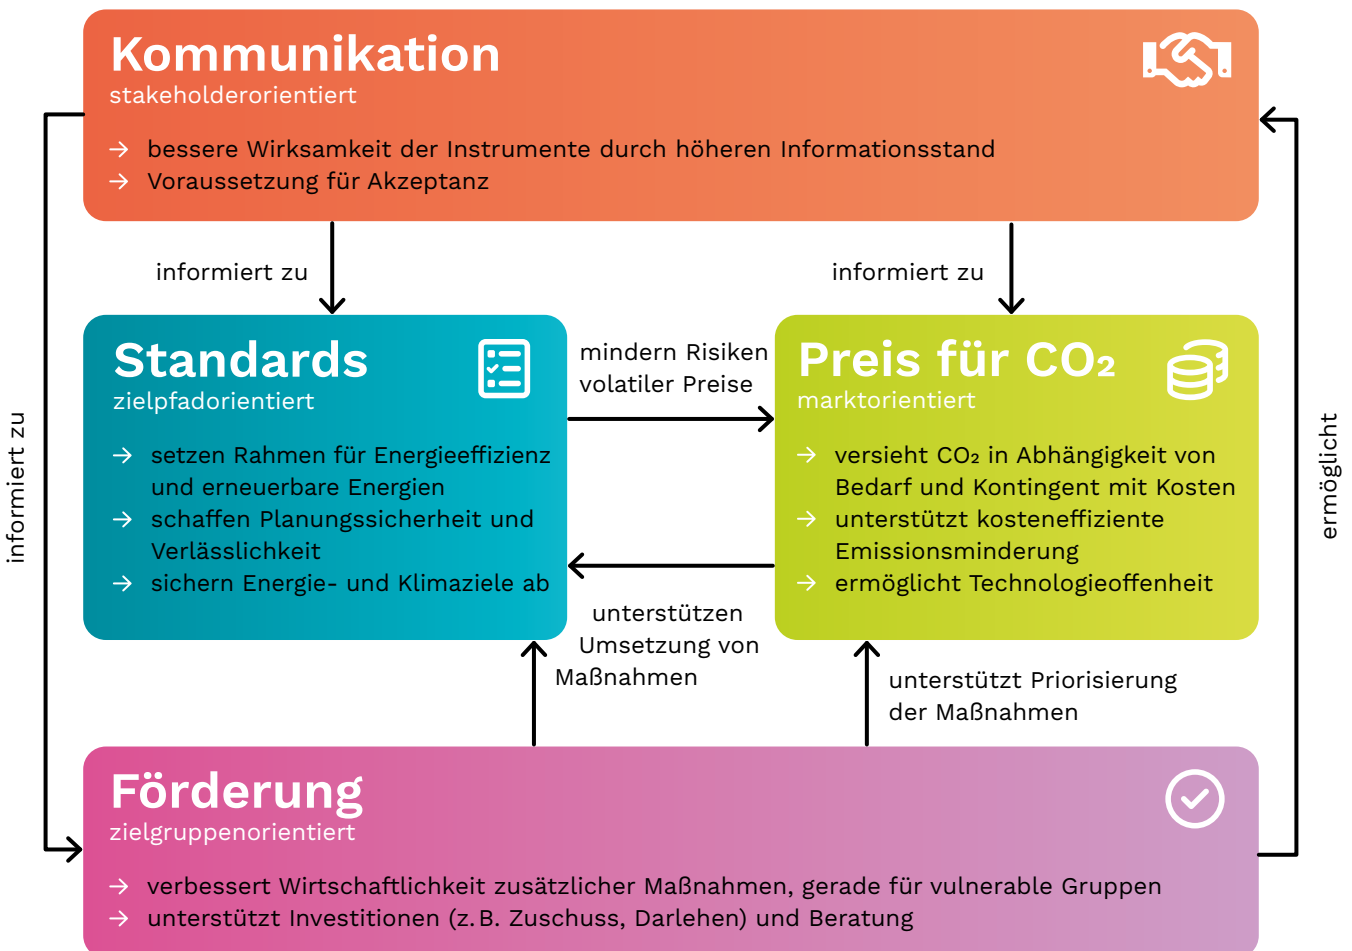 Kommunikation
stakeholderorientiert
→ bessere Wirksamkeit der Instrumente durch höheren Informationsstand
→ Voraussetzung für Akzeptanz
informiert zu
informiert zu
informiert zu
ermöglicht
Standards
zielpfadorientiert
→ setzen Rahmen für Energieeffizienz
und erneuerbare Energien
→ schaffen Planungssicherheit und
Verlässlichkeit
→ sichern Energie- und Klimaziele ab
mindern Risiken
volatiler Preise
Preis für CO₂
marktorientiert
→ versieht CO₂ in Abhängigkeit von
Bedarf und Kontingent mit Kosten
→ unterstützt kosteneffiziente
Emissionsminderung
→ ermöglicht Technologieoffenheit
unterstützen
Umsetzung von
Maßnahmen
unterstützt Priorisierung
der Maßnahmen
Förderung
zielgruppenorientiert
→ verbessert Wirtschaftlichkeit zusätzlicher Maßnahmen, gerade für vulnerable Gruppen
→ unterstützt Investitionen (z. B. Zuschuss, Darlehen) und Beratung